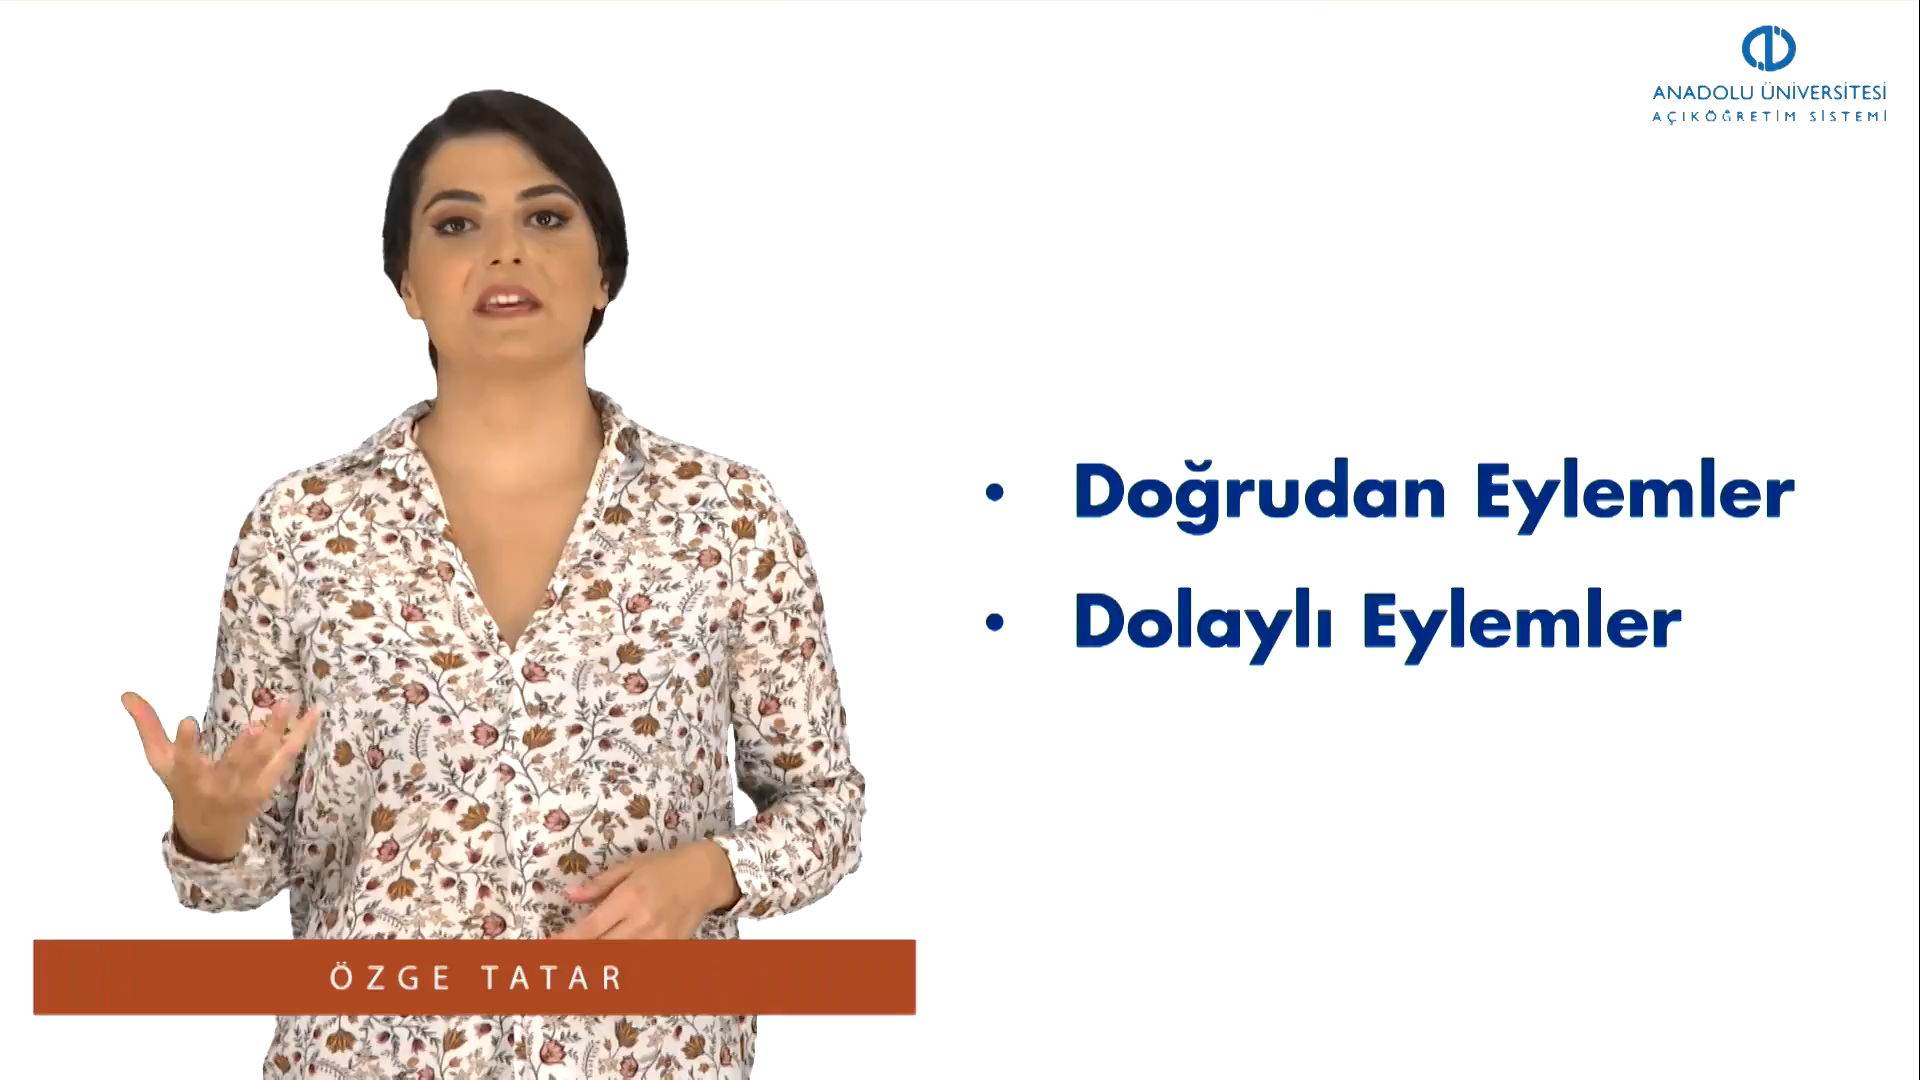 ANADOLU ÜNİVERSİTESİ
AÇIKÖĞRETİM SİSTEMİ
• Doğrudan Eylemler
• Dolaylı Eylemler
ÖZGE TATAR